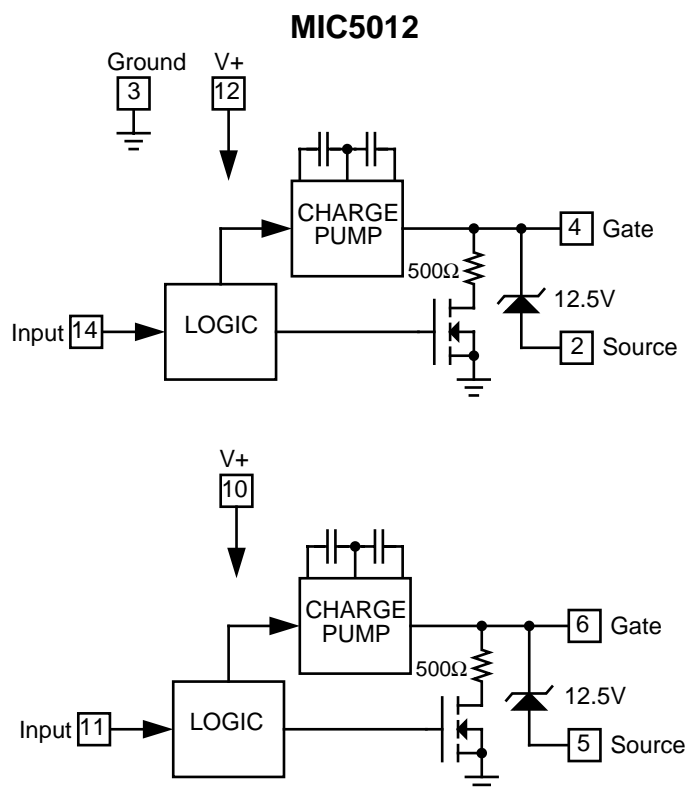 MIC5012
Ground V+
3 12
CHARGE
PUMP
4 Gate
500Ω
12.5V
Input 14
LOGIC
2 Source
V+
10
CHARGE
PUMP
6 Gate
500Ω
12.5V
Input 11
LOGIC
5 Source